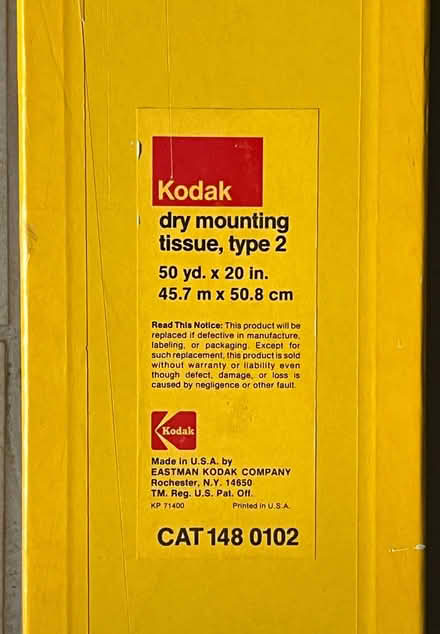 Kodak
dry mounting
tissue, type 2
50 yd. x 20 in.
45.7 m x 50.8 cm
Read This Notice: This product will be
replaced if defective in manufacture,
labeling, or packaging. Except for
such replacement, this product is sold
without warranty or liability even
though defect, damage, or loss is
caused by negligence or other fault.
Kodak
Made in U.S.A. by
EASTMAN KODAK COMPANY
Rochester, N.Y. 14650
TM. Reg. U.S. Pat. Off.
KP 71400 Printed in U.S.A.
CAT 148 0102